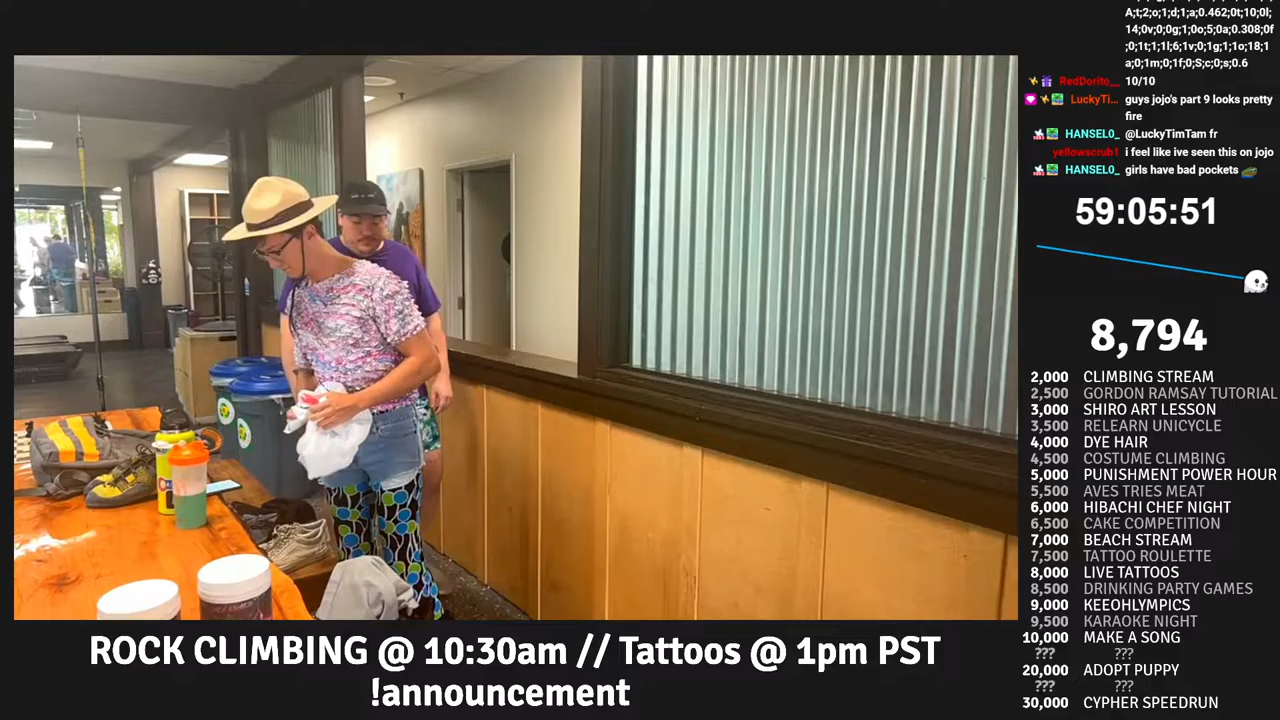 A;t;2;o;1;d;1;a;0.462;0t;10;0l;
14;0v;0;0g;1;0o;5;0a;0.308;0f
;0;1t;1;1l;6;1v;0;1g;1;1o;18;1
a;0;1m;0;1f;0;S;c;0;s;0.6
RedDorito__ 10/10
LuckyTi... guys jojo's part 9 looks pretty
fire
HANSEL0_ @LuckyTimTam fr
yellowscrub1 i feel like ive seen this on jojo
HANSEL0_ girls have bad pockets
59:05:51
8,794
2,000 CLIMBING STREAM
2,500 GORDON RAMSAY TUTORIAL
3,000 SHIRO ART LESSON
3,500 RELEARN UNICYCLE
4,000 DYE HAIR
4,500 COSTUME CLIMBING
5,000 PUNISHMENT POWER HOUR
5,500 AVES TRIES MEAT
6,000 HIBACHI CHEF NIGHT
6,500 CAKE COMPETITION
7,000 BEACH STREAM
7,500 TATTOO ROULETTE
8,000 LIVE TATTOOS
8,500 DRINKING PARTY GAMES
9,000 KEEOHLYMPICS
9,500 KARAOKE NIGHT
10,000 MAKE A SONG
??? ???
20,000 ADOPT PUPPY
??? ???
30,000 CYPHER SPEEDRUN
ROCK CLIMBING @ 10:30am // Tattoos @ 1pm PST
!announcement